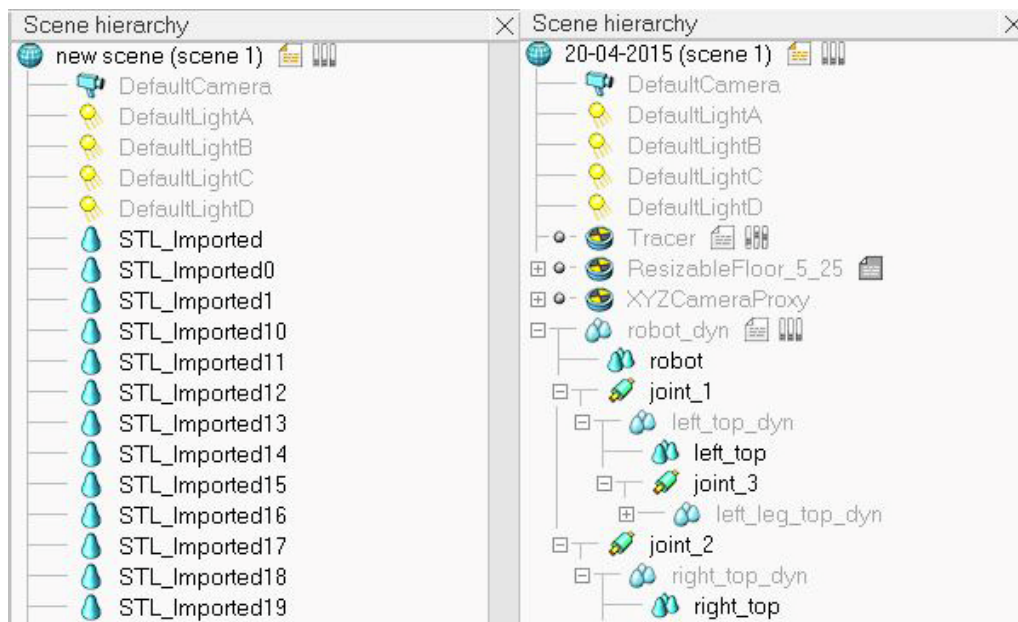 Scene hierarchy
new scene (scene 1)
DefaultCamera
DefaultLightA
DefaultLightB
DefaultLightC
DefaultLightD
STL_Imported
STL_Imported0
STL_Imported1
STL_Imported10
STL_Imported11
STL_Imported12
STL_Imported13
STL_Imported14
STL_Imported15
STL_Imported16
STL_Imported17
STL_Imported18
STL_Imported19
Scene hierarchy
20-04-2015 (scene 1)
DefaultCamera
DefaultLightA
DefaultLightB
DefaultLightC
DefaultLightD
Tracer
ResizableFloor_5_25
XYZCameraProxy
robot_dyn
robot
joint_1
left_top_dyn
left_top
joint_3
left_leg_top_dyn
joint_2
right_top_dyn
right_top